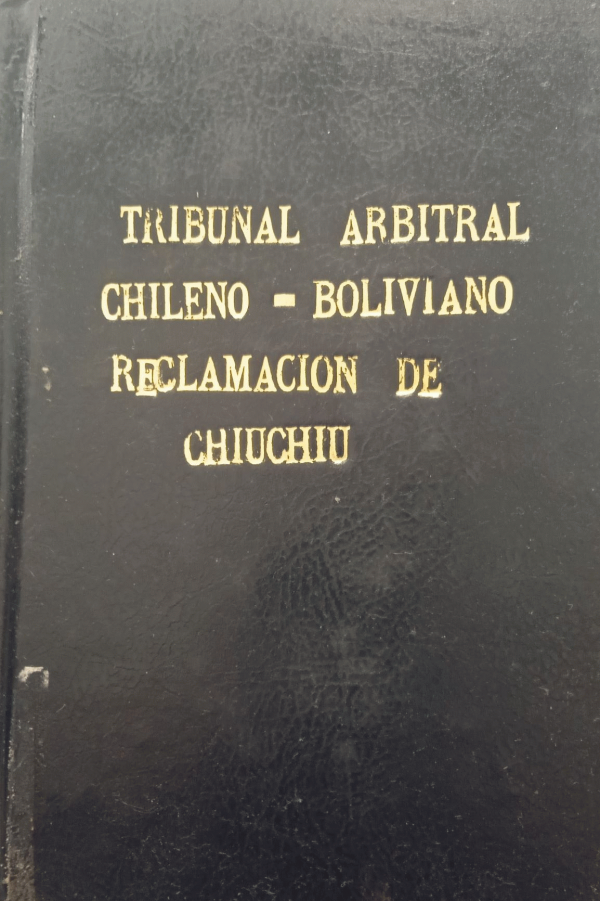 TRIBUNAL ARBITRAL
CHILENO - BOLIVIANO
RECLAMACION DE
CHIUCHIU